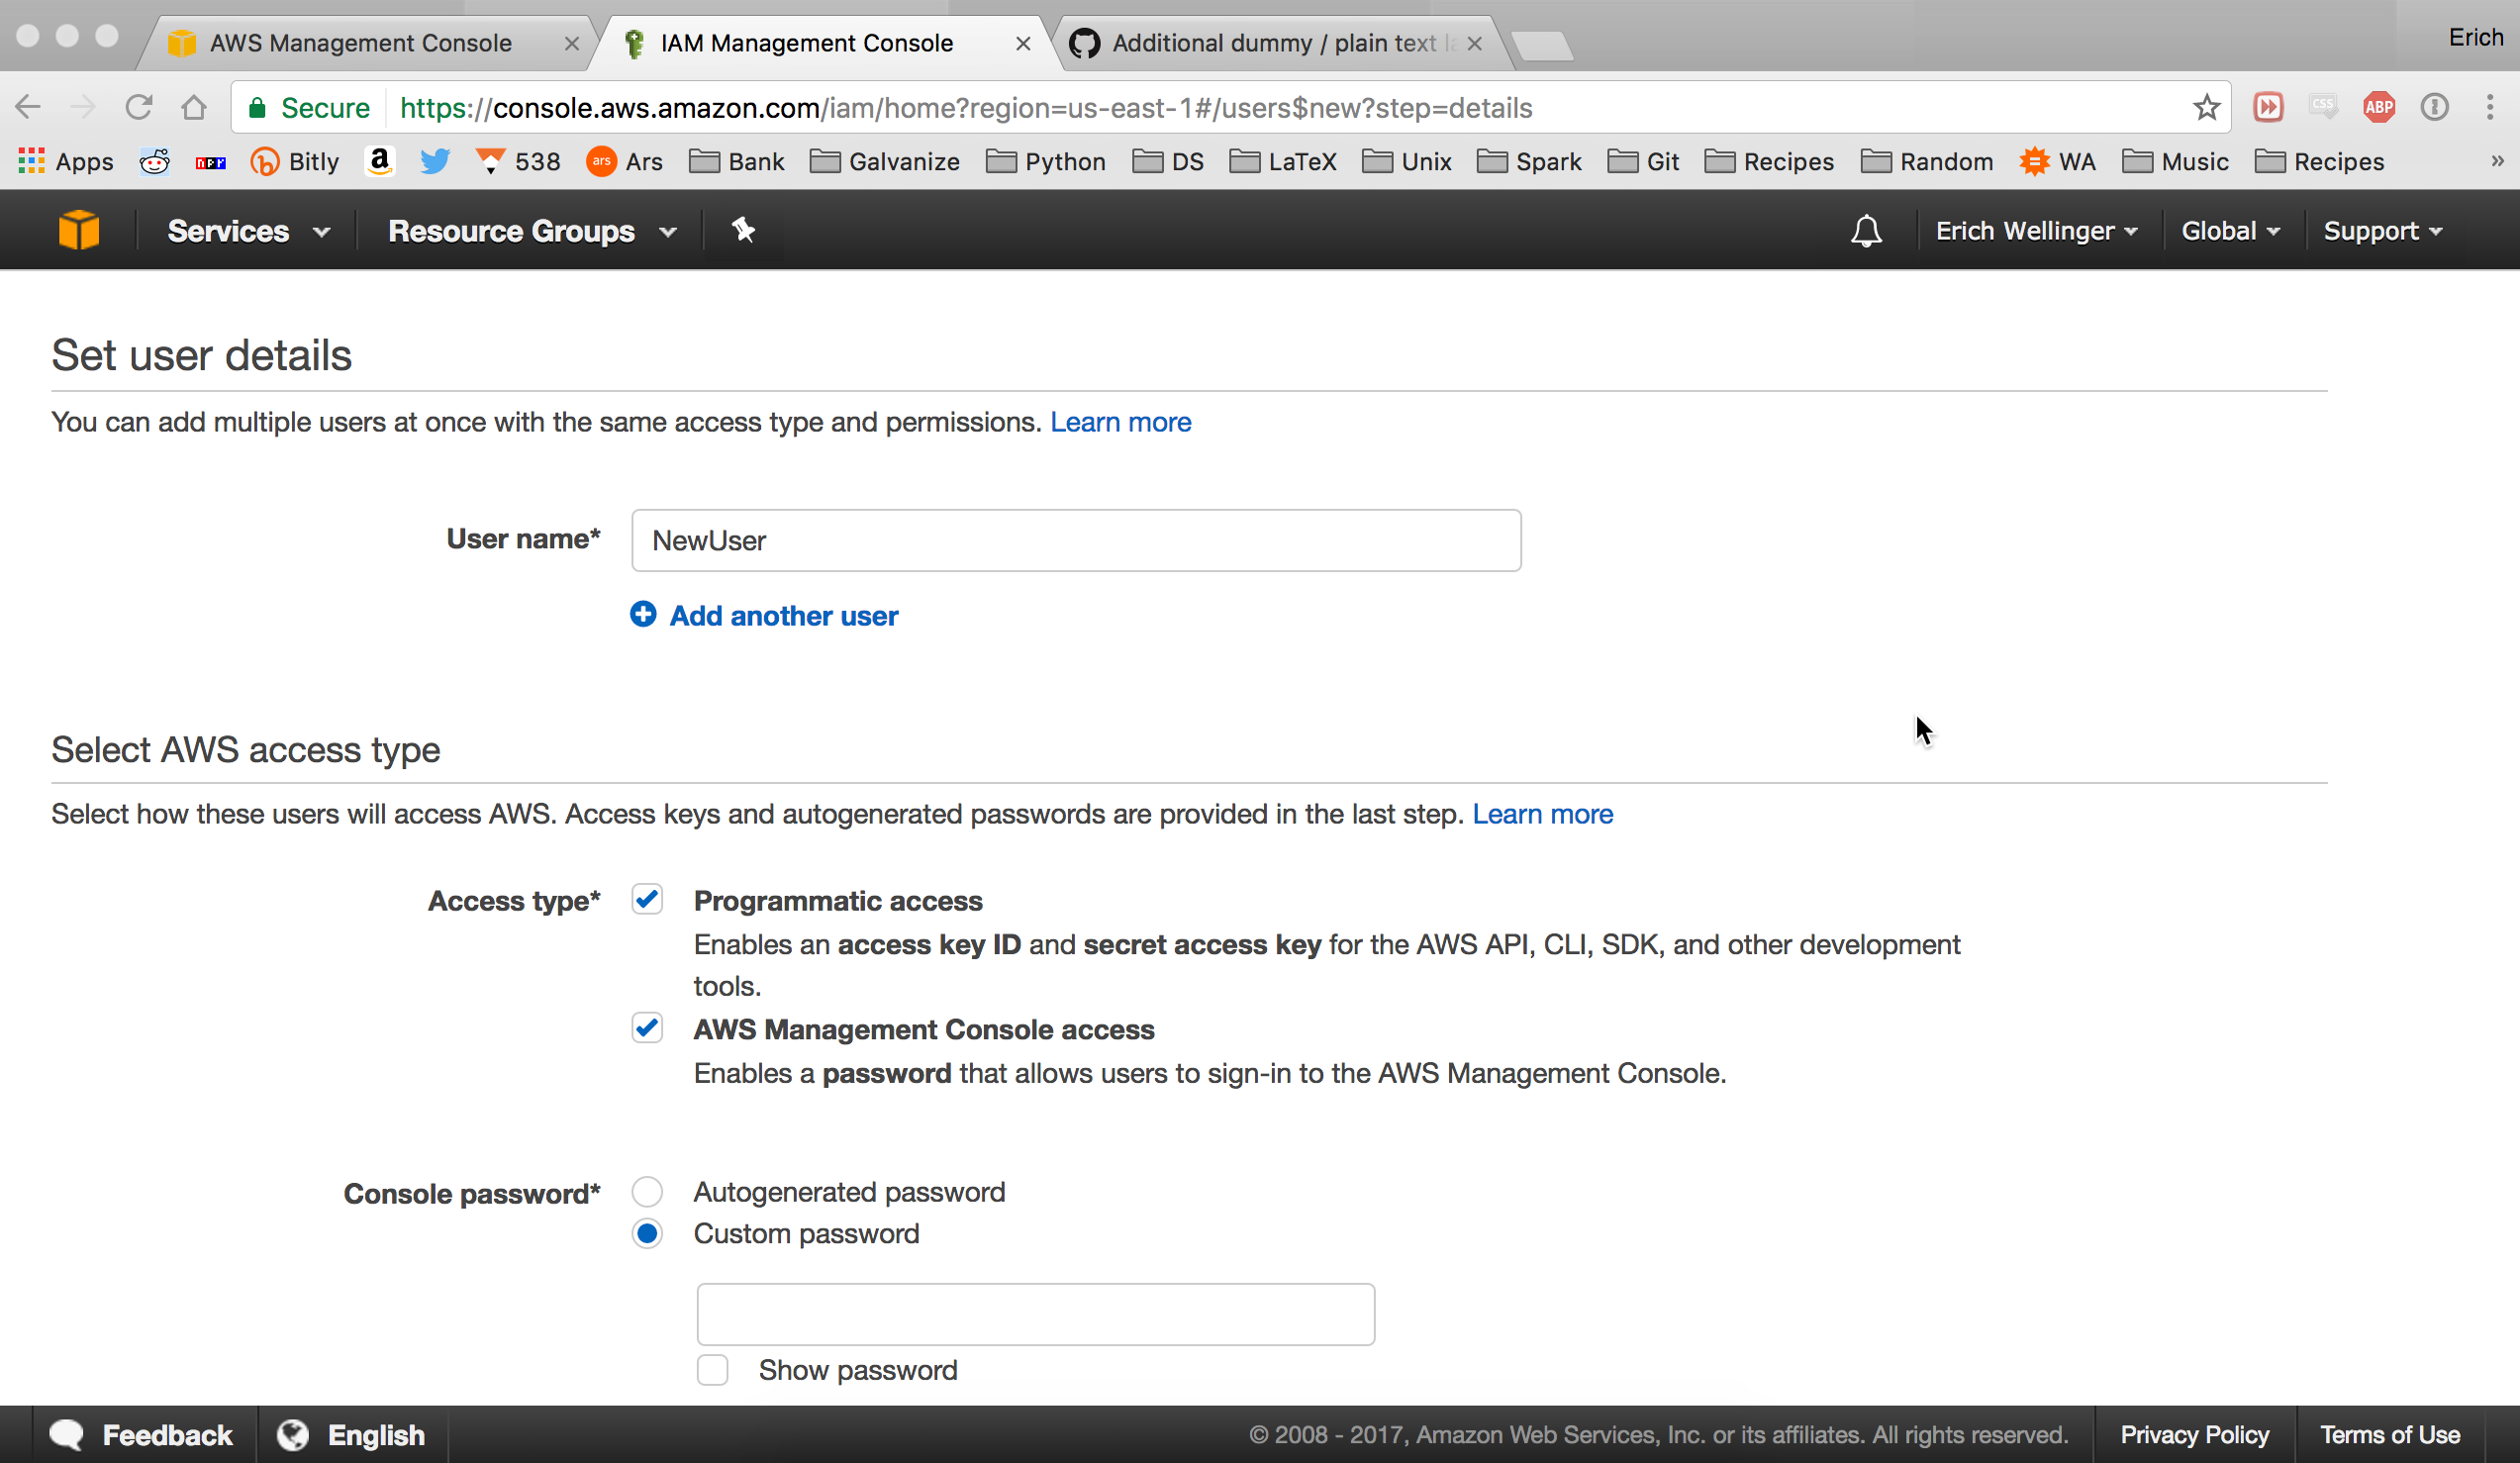 AWS Management Console
IAM Management Console
Additional dummy / plain text la
Erich
Secure https://console.aws.amazon.com/iam/home?region=us-east-1#/users$new?step=details
CSS
ABP
Apps
npr
Bitly
a
538
ars
Ars
Bank
Galvanize
Python
DS
LaTeX
Unix
Spark
Git
Recipes
Random
WA
Music
Recipes
»
Services
Resource Groups
Erich Wellinger
Global
Support
Set user details
You can add multiple users at once with the same access type and permissions. Learn more
User name*
NewUser
Add another user
Select AWS access type
Select how these users will access AWS. Access keys and autogenerated passwords are provided in the last step. Learn more
Access type*
Programmatic access
Enables an access key ID and secret access key for the AWS API, CLI, SDK, and other development
tools.
AWS Management Console access
Enables a password that allows users to sign-in to the AWS Management Console.
Console password*
Autogenerated password
Custom password
Show password
Feedback
English
© 2008 - 2017, Amazon Web Services, Inc. or its affiliates. All rights reserved.
Privacy Policy
Terms of Use